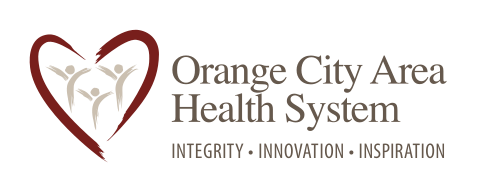 Orange City Area
Health System
INTEGRITY • INNOVATION • INSPIRATION